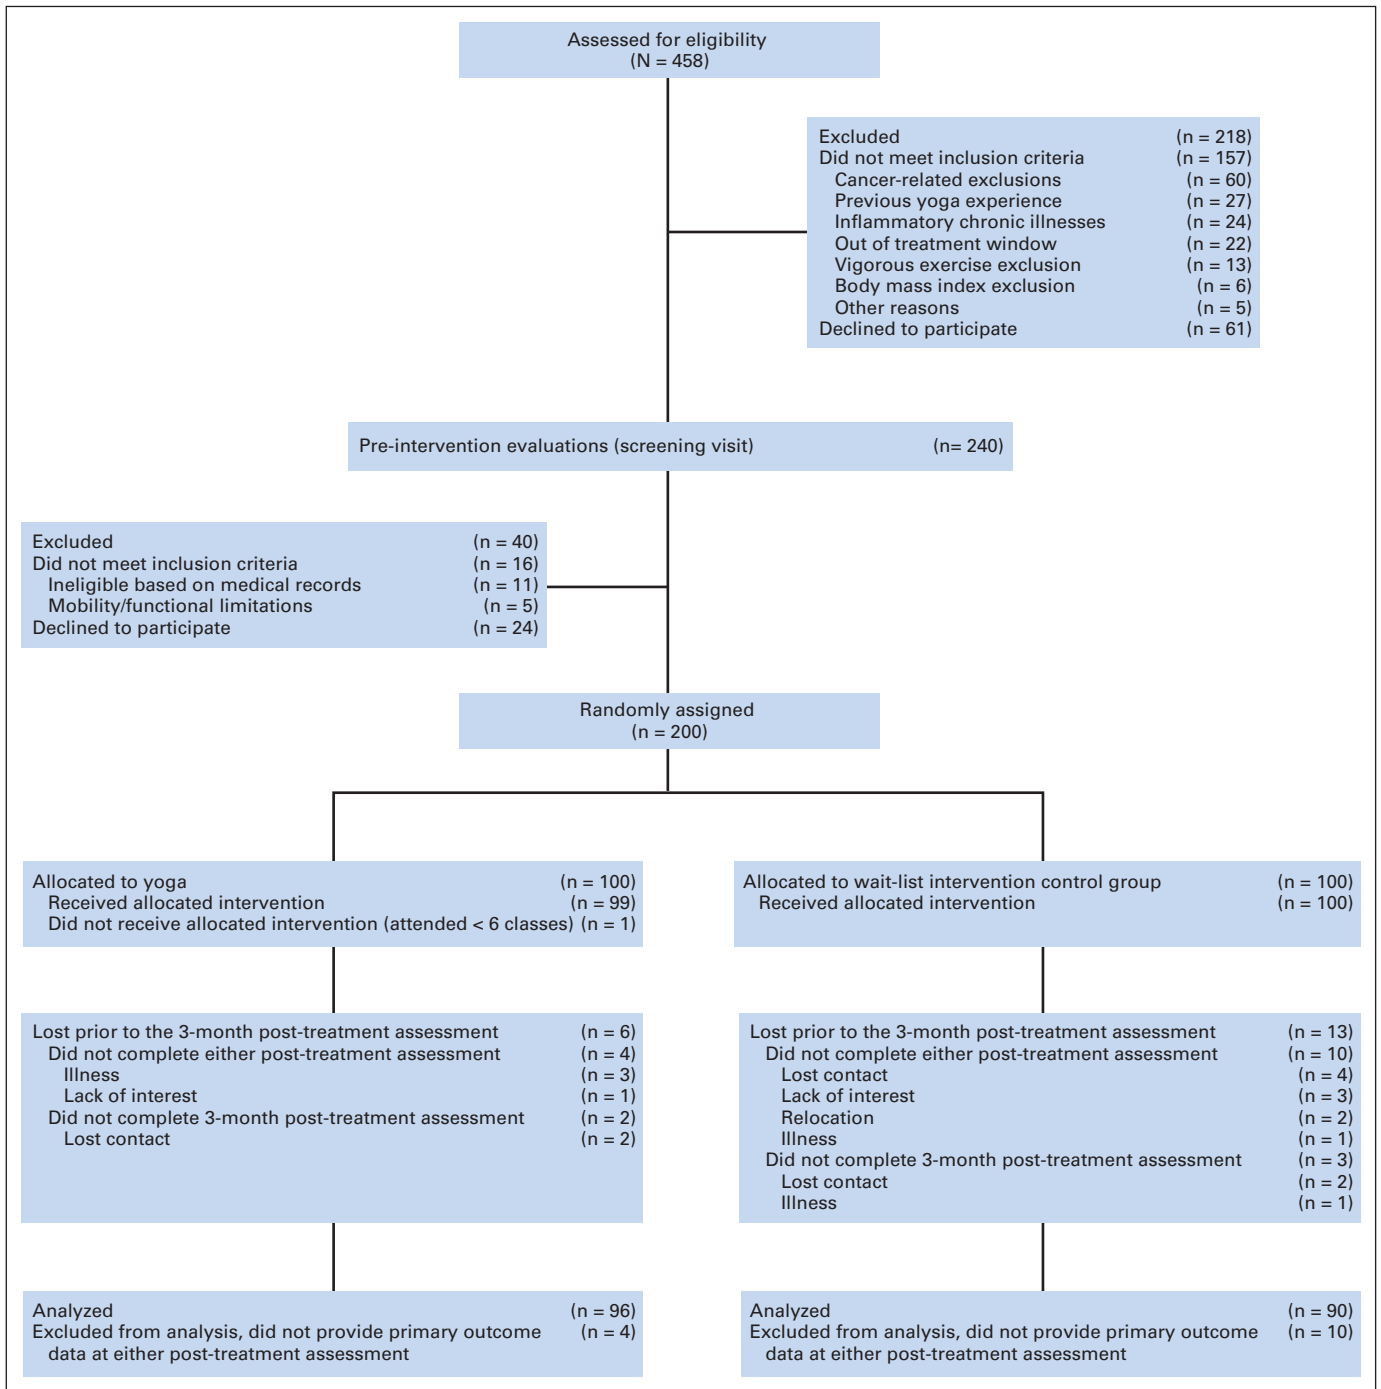 Assessed for eligibility
(N = 458)
Excluded (n = 218)
Did not meet inclusion criteria (n = 157)
Cancer-related exclusions (n = 60)
Previous yoga experience (n = 27)
Inflammatory chronic illnesses (n = 24)
Out of treatment window (n = 22)
Vigorous exercise exclusion (n = 13)
Body mass index exclusion (n = 6)
Other reasons (n = 5)
Declined to participate (n = 61)
Pre-intervention evaluations (screening visit) (n= 240)
Excluded (n = 40)
Did not meet inclusion criteria (n = 16)
Ineligible based on medical records (n = 11)
Mobility/functional limitations (n = 5)
Declined to participate (n = 24)
Randomly assigned
(n = 200)
Allocated to yoga (n = 100)
Received allocated intervention (n = 99)
Did not receive allocated intervention (attended < 6 classes) (n = 1)
Allocated to wait-list intervention control group (n = 100)
Received allocated intervention (n = 100)
Lost prior to the 3-month post-treatment assessment (n = 6)
Did not complete either post-treatment assessment (n = 4)
Illness (n = 3)
Lack of interest (n = 1)
Did not complete 3-month post-treatment assessment (n = 2)
Lost contact (n = 2)
Lost prior to the 3-month post-treatment assessment (n = 13)
Did not complete either post-treatment assessment (n = 10)
Lost contact (n = 4)
Lack of interest (n = 3)
Relocation (n = 2)
Illness (n = 1)
Did not complete 3-month post-treatment assessment (n = 3)
Lost contact (n = 2)
Illness (n = 1)
Analyzed (n = 96)
Excluded from analysis, did not provide primary outcome (n = 4)
data at either post-treatment assessment
Analyzed (n = 90)
Excluded from analysis, did not provide primary outcome (n = 10)
data at either post-treatment assessment